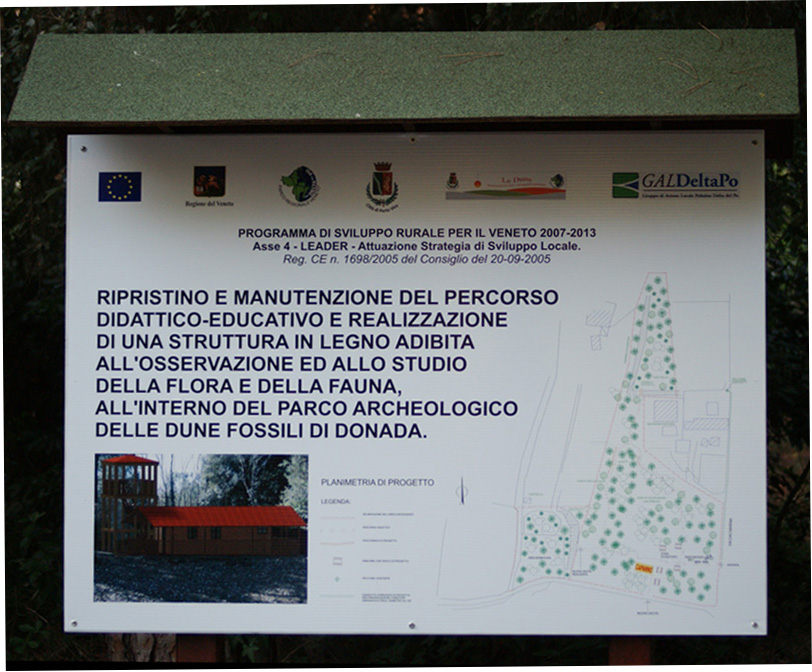 Regione del Veneto
GALDeltaPo
PROGRAMMA DI SVILUPPO RURALE PER IL VENETO 2007-2013
Asse 4 - LEADER - Attuazione Strategia di Sviluppo Locale.
Reg. CE n. 1698/2005 del Consiglio del 20-09-2005
RIPRISTINO E MANUTENZIONE DEL PERCORSO
DIDATTICO-EDUCATIVO E REALIZZAZIONE
DI UNA STRUTTURA IN LEGNO ADIBITA
ALL'OSSERVAZIONE ED ALLO STUDIO
DELLA FLORA E DELLA FAUNA,
ALL'INTERNO DEL PARCO ARCHEOLOGICO
DELLE DUNE FOSSILI DI DONADA.
PLANIMETRIA DI PROGETTO
LEGENDA: